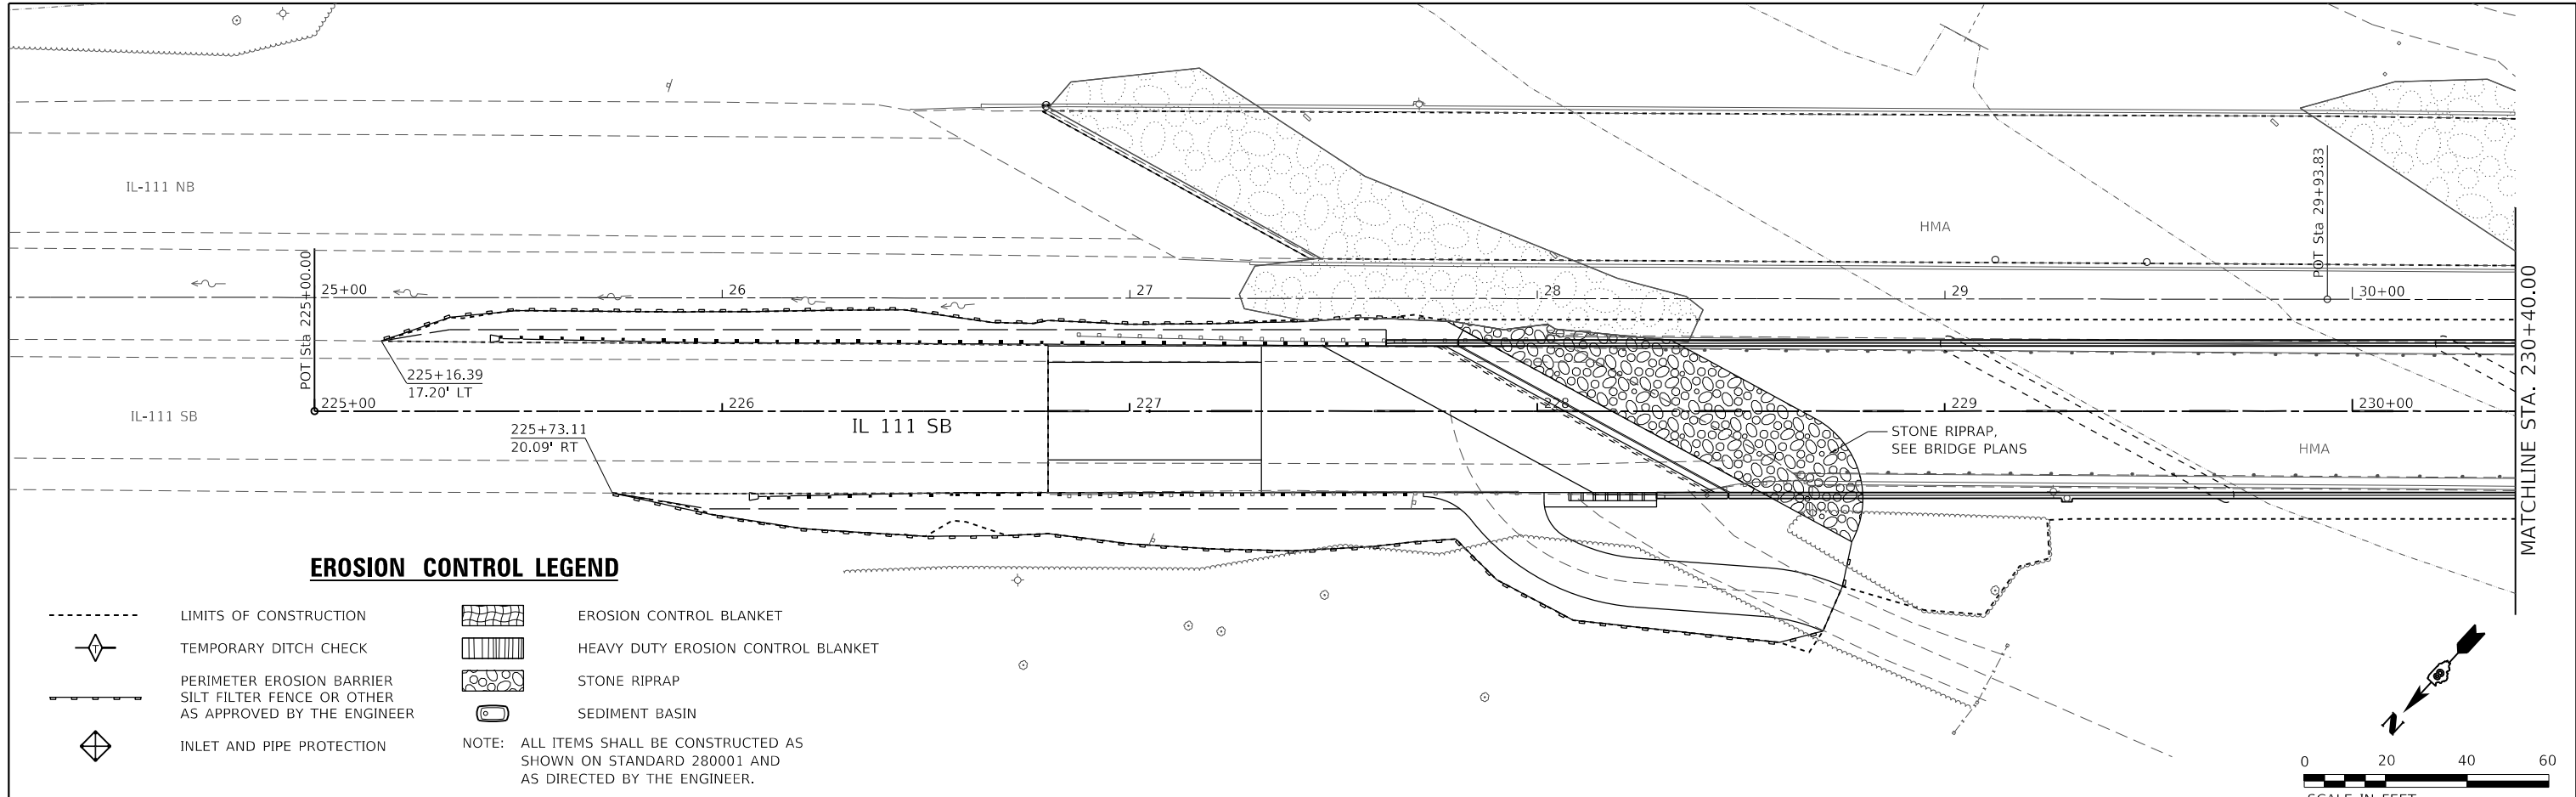 IL-111 NB
HMA
POT Sta 29+93.83
POT Sta 225+00.00
25+00
26
27
28
29
30+00
MATCHLINE STA. 230+40.00
225+16.39
17.20' LT
IL-111 SB
225+00
226
227
228
229
230+00
IL 111 SB
225+73.11
20.09' RT
STONE RIPRAP,
SEE BRIDGE PLANS
HMA
EROSION CONTROL LEGEND
LIMITS OF CONSTRUCTION
TEMPORARY DITCH CHECK
T
PERIMETER EROSION BARRIER
SILT FILTER FENCE OR OTHER
AS APPROVED BY THE ENGINEER
INLET AND PIPE PROTECTION
EROSION CONTROL BLANKET
HEAVY DUTY EROSION CONTROL BLANKET
STONE RIPRAP
SEDIMENT BASIN
NOTE: ALL ITEMS SHALL BE CONSTRUCTED AS
SHOWN ON STANDARD 280001 AND
AS DIRECTED BY THE ENGINEER.
N
0 20 40 60
SCALE IN FEET